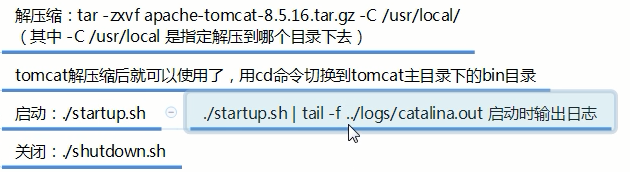 解压缩：tar -zxvf apache-tomcat-8.5.16.tar.gz -C /usr/local/
（其中 -C /usr/local 是指定解压到哪个目录下去）
tomcat解压缩后就可以使用了，用cd命令切换到tomcat主目录下的bin目录
启动：./startup.sh ./startup.sh | tail -f ../logs/catalina.out 启动时输出日志
关闭：./shutdown.sh